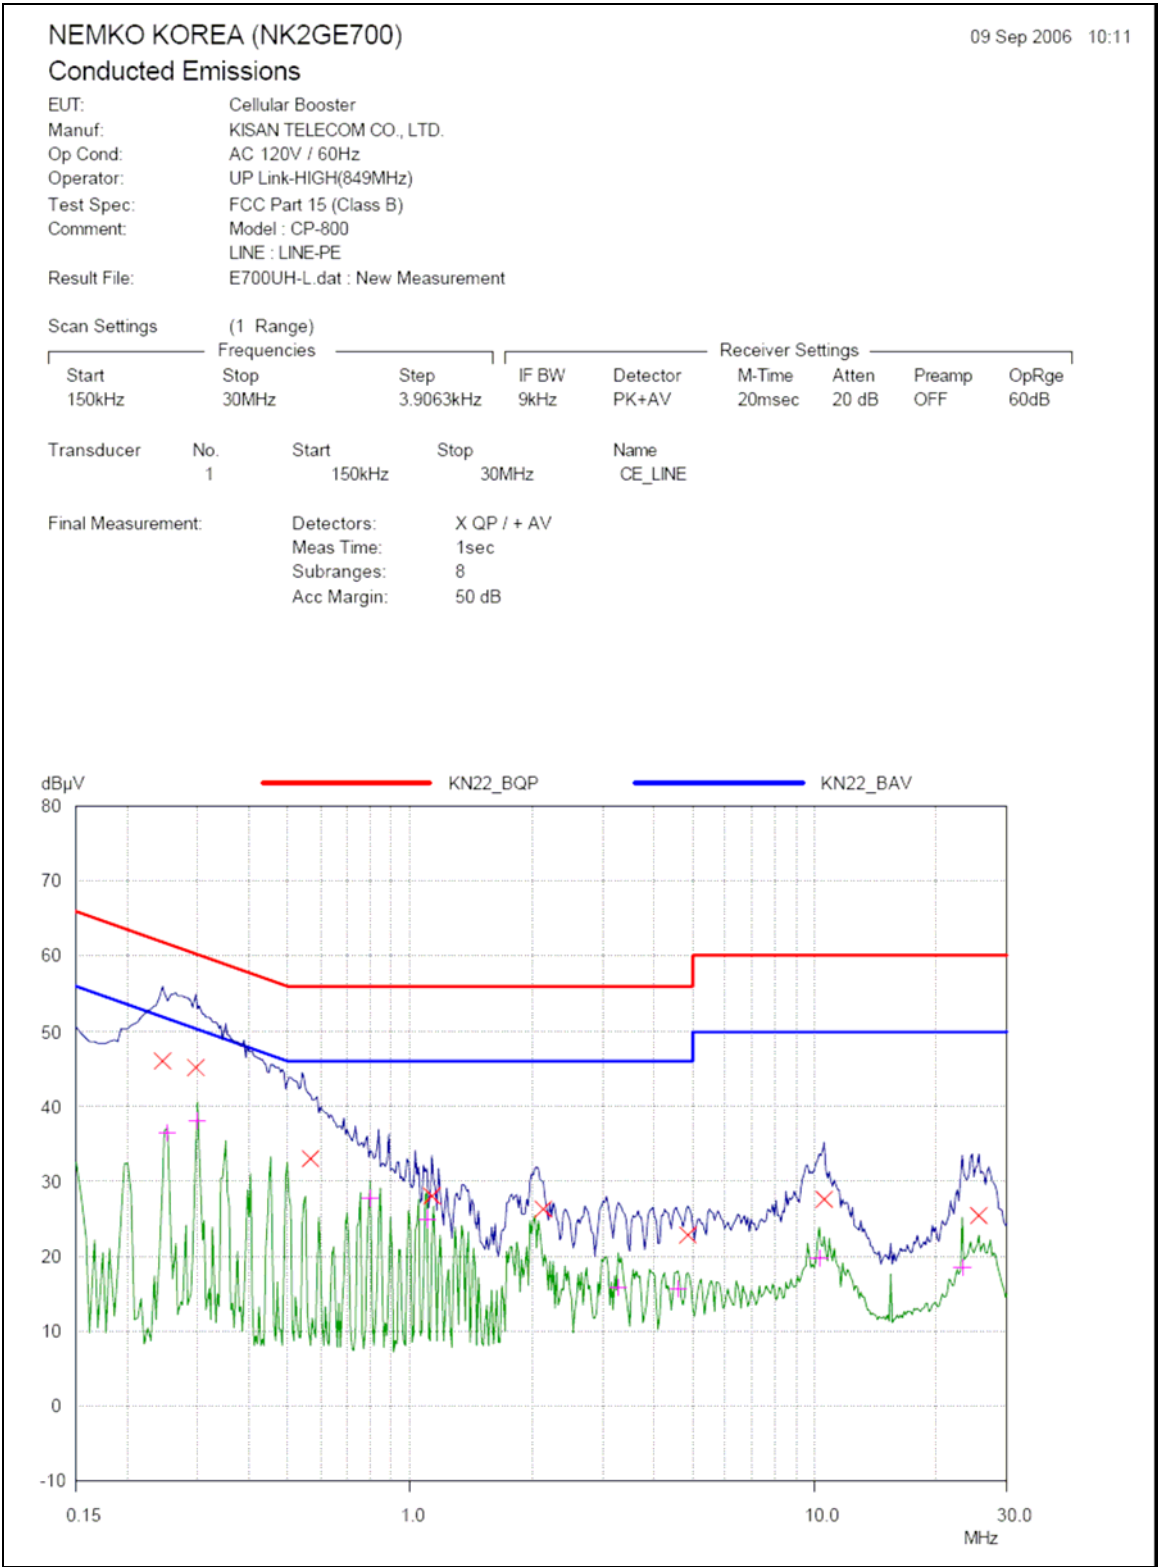 NEMKO KOREA (NK2GE700) 09 Sep 2006 10:11
Conducted Emissions
EUT: Cellular Booster
Manuf: KISAN TELECOM CO., LTD.
Op Cond: AC 120V / 60Hz
Operator: UP Link-HIGH(849MHz)
Test Spec: FCC Part 15 (Class B)
Comment: Model : CP-800
LINE : LINE-PE
Result File: E700UH-L.dat : New Measurement
Scan Settings (1 Range)
Frequencies Receiver Settings
Start Stop Step IF BW Detector M-Time Atten Preamp OpRge
150kHz 30MHz 3.9063kHz 9kHz PK+AV 20msec 20 dB OFF 60dB
Transducer No. Start Stop Name
1 150kHz 30MHz CE_LINE
Final Measurement: Detectors: X QP / + AV
Meas Time: 1sec
Subranges: 8
Acc Margin: 50 dB
dBµV KN22_BQP KN22_BAV
80
70
60
50
40
30
20
10
0
-10
0.15 1.0 10.0 30.0
MHz